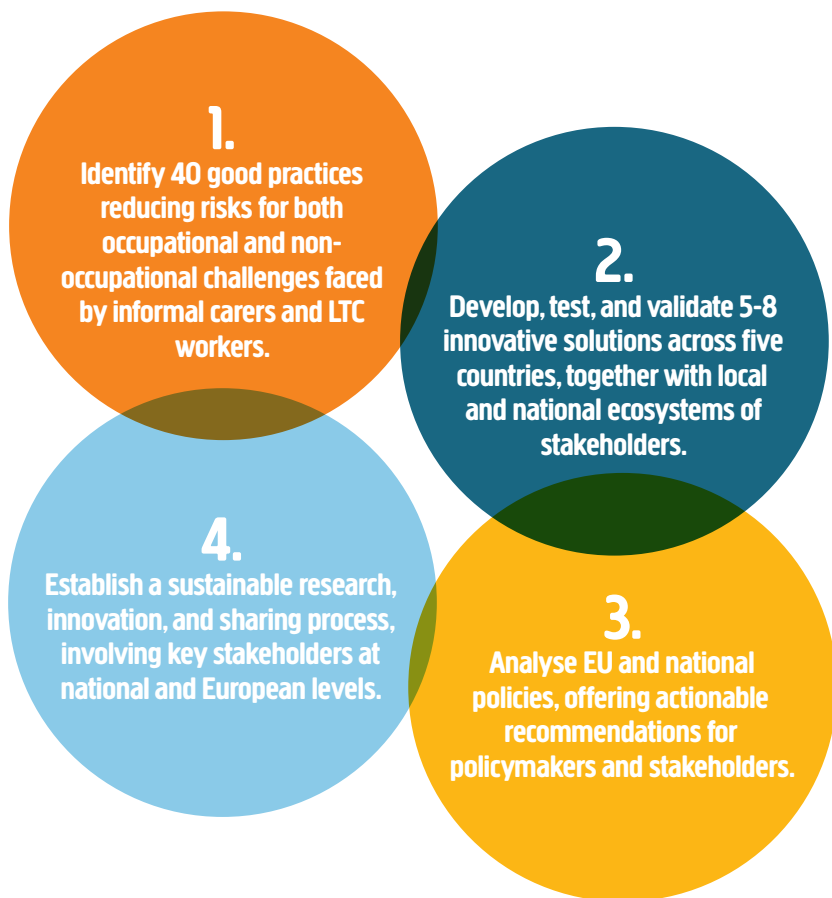 1.
Identify 40 good practices
reducing risks for both
occupational and non-
occupational challenges faced
by informal carers and LTC
workers.
2.
Develop, test, and validate 5-8
innovative solutions across five
countries, together with local
and national ecosystems of
stakeholders.
3.
Analyse EU and national
policies, offering actionable
recommendations for
policymakers and stakeholders.
4.
Establish a sustainable research,
innovation, and sharing process,
involving key stakeholders at
national and European levels.